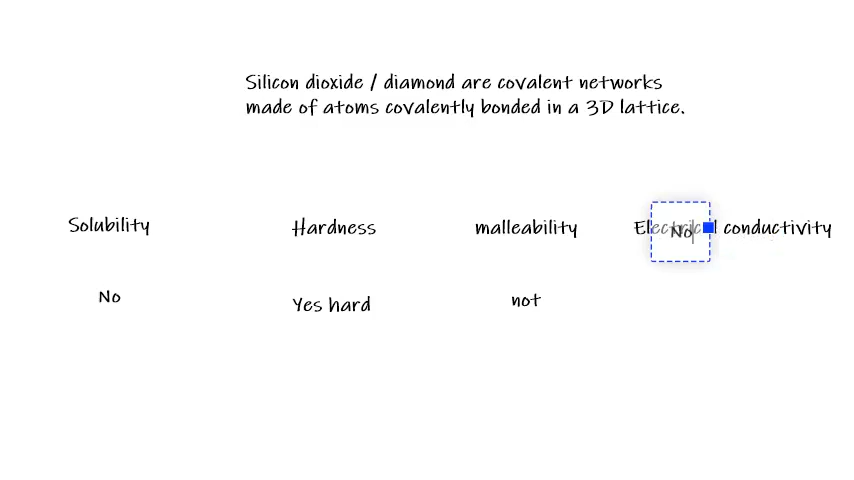 Silicon dioxide / diamond are covalent networks
made of atoms covalently bonded in a 3D lattice.
Solubility Hardness malleability Electrical conductivity
No
No Yes hard not